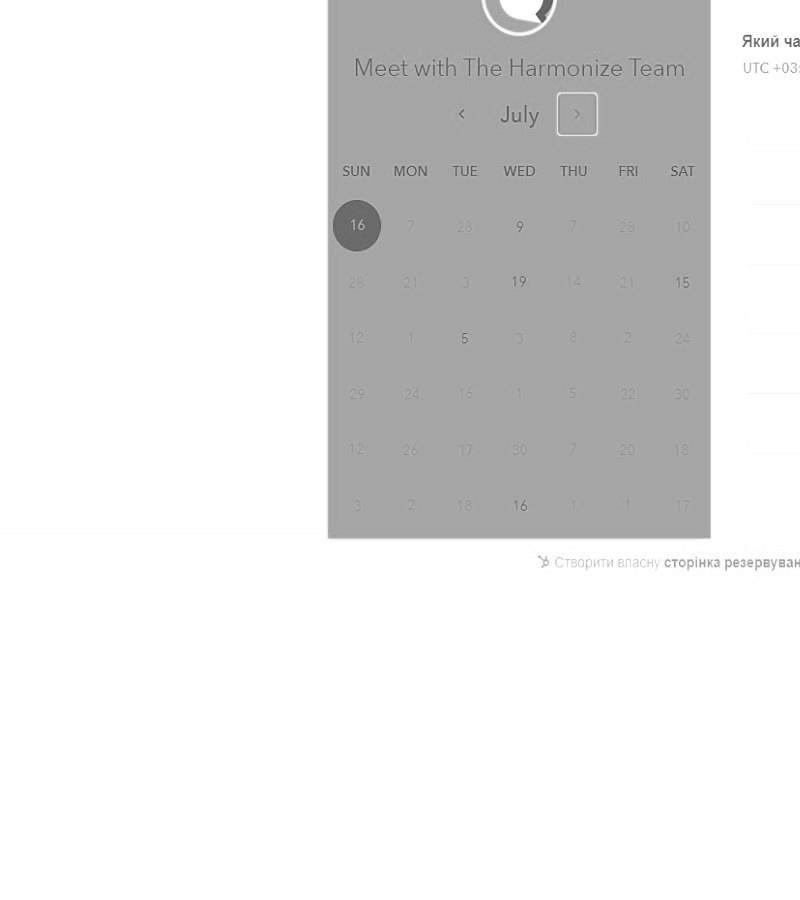 Який ча
Meet with The Harmonize Team
UTC +03:
July
SUN MON TUE WED THU FRI SAT
16 7 28 9 7 28 10
28 21 3 19 14 21 15
12 1 5 3 8 2 24
29 24 16 1 5 22 30
12 26 17 30 7 20 18
3 2 18 16 1 1 17
Створити власну сторінка резервуван